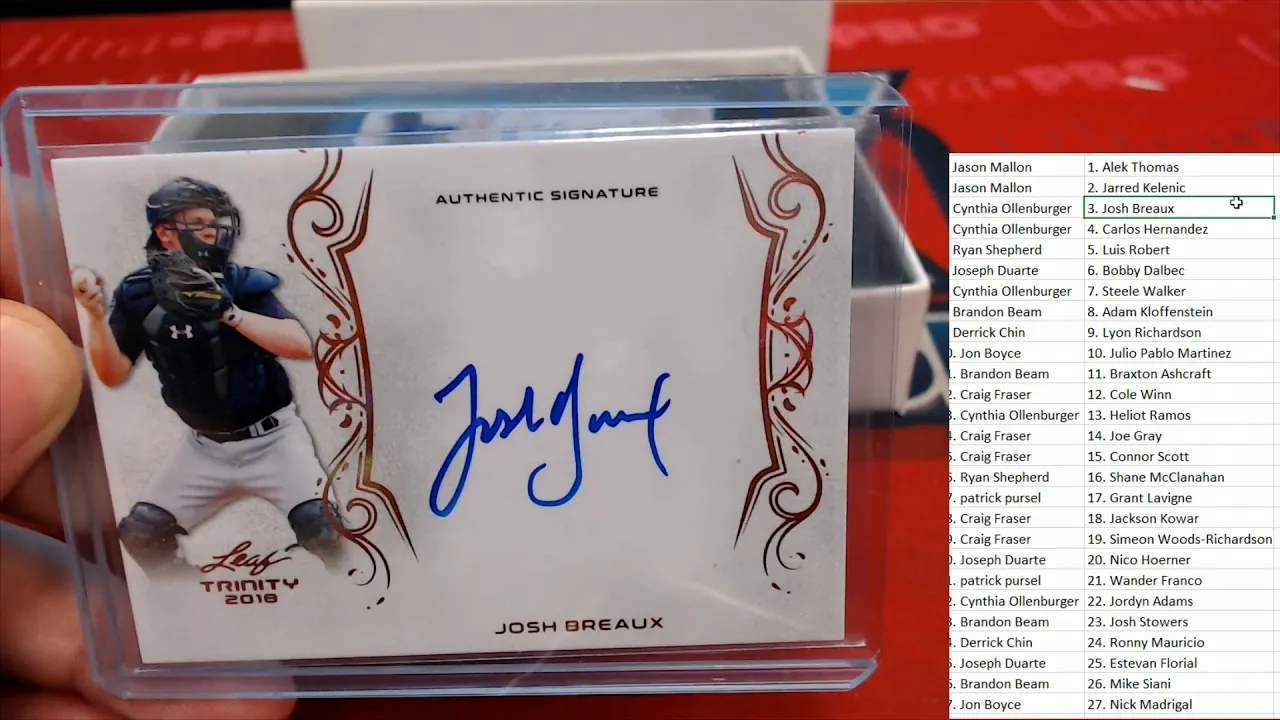 Ultra PRO
PRO
Ultra PRO
AUTHENTIC SIGNATURE
Josh Breaux
Leaf
TRINITY
2018
JOSH BREAUX
Jason Mallon 1. Alek Thomas
Jason Mallon 2. Jarred Kelenic
Cynthia Ollenburger 3. Josh Breaux
Cynthia Ollenburger 4. Carlos Hernandez
Ryan Shepherd 5. Luis Robert
Joseph Duarte 6. Bobby Dalbec
Cynthia Ollenburger 7. Steele Walker
Brandon Beam 8. Adam Kloffenstein
Derrick Chin 9. Lyon Richardson
Jon Boyce 10. Julio Pablo Martinez
Brandon Beam 11. Braxton Ashcraft
Craig Fraser 12. Cole Winn
Cynthia Ollenburger 13. Heliot Ramos
Craig Fraser 14. Joe Gray
Craig Fraser 15. Connor Scott
Ryan Shepherd 16. Shane McClanahan
patrick pursel 17. Grant Lavigne
Craig Fraser 18. Jackson Kowar
Craig Fraser 19. Simeon Woods-Richardson
Joseph Duarte 20. Nico Hoerner
patrick pursel 21. Wander Franco
Cynthia Ollenburger 22. Jordyn Adams
Brandon Beam 23. Josh Stowers
Derrick Chin 24. Ronny Mauricio
Joseph Duarte 25. Estevan Florial
Brandon Beam 26. Mike Siani
Jon Boyce 27. Nick Madrigal